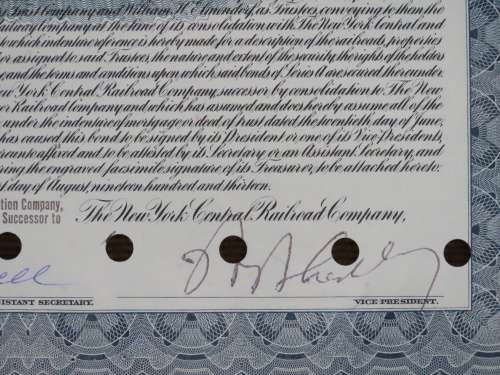 Trust Company and William H. Elmendorf, as Trustees, conveying to them the
ailway Company at the time of its consolidation with The New York Central and
which indenture reference is hereby made for a description of the railroads, properties
or assigned to said Trustees, the nature and extent of the security, the rights of the holders
e, and the terms and conditions upon which said bonds of Series A are secured thereunder.
ew York Central Railroad Company, successor by consolidation to The New
er Railroad Company and which has assumed and does hereby assume all of the
under the indenture of mortgage or deed of trust dated the twentieth day of June,
has caused this bond to be signed by its President or one of its Vice Presidents,
ereunto affixed and to be attested by its Secretary or an Assistant Secretary, and
ring the engraved facsimile signature of its Treasurer, to be attached hereto:
st day of August, nineteen hundred and thirteen.
tion Company,
Successor to
The New York Central Railroad Company,
ell
ISTANT SECRETARY.
VICE PRESIDENT.